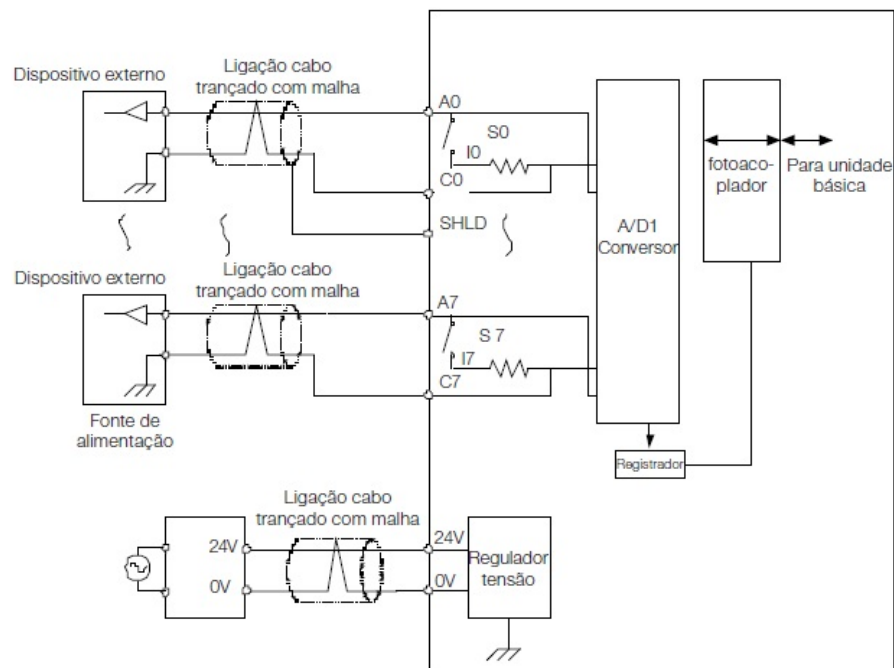 Dispositivo externo
Ligação cabo
trançado com malha
A0
S0
I0
C0
SHLD
A/D1
Conversor
fotoaco-
plador
Para unidade
básica
Dispositivo externo
Ligação cabo
trançado com malha
A7
S 7
I7
C7
Fonte de
alimentação
Registrador
Ligação cabo
trançado com malha
24V
0V
24V
0V
Regulador
tensão